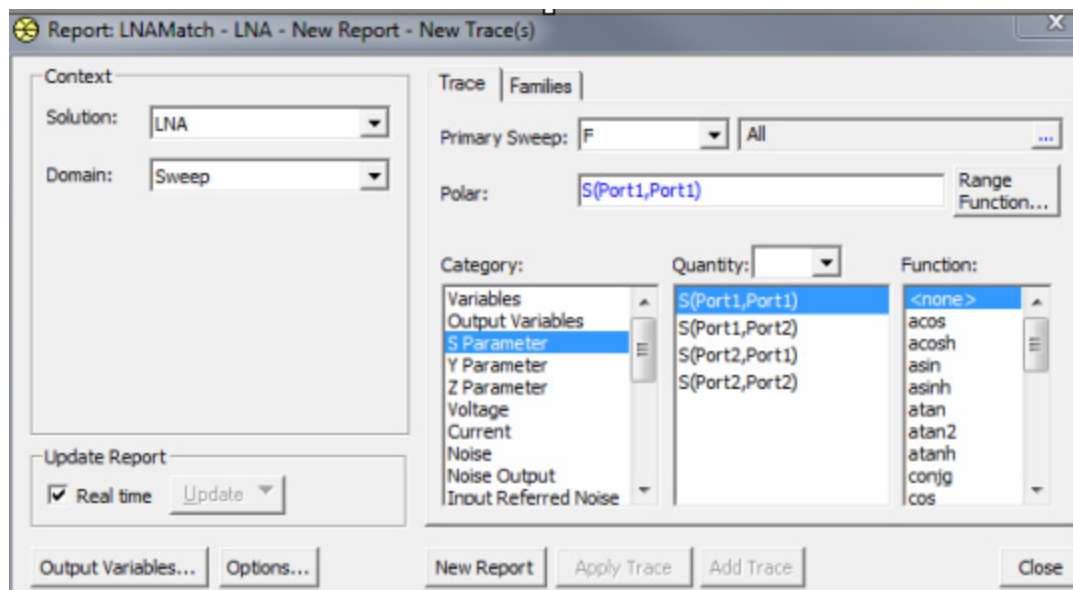 Report: LNAMatch - LNA - New Report - New Trace(s)
Context
Solution: LNA
Domain: Sweep
Update Report
Real time Update
Output Variables... Options...
Trace Families
Primary Sweep: F All ...
Polar: S(Port1,Port1) Range Function...
Category:
Variables
Output Variables
S Parameter
Y Parameter
Z Parameter
Voltage
Current
Noise
Noise Output
Input Referred Noise
Quantity:
S(Port1,Port1)
S(Port1,Port2)
S(Port2,Port1)
S(Port2,Port2)
Function:
<none>
acos
acosh
asin
asinh
atan
atan2
atanh
conjg
cos
New Report Apply Trace Add Trace Close